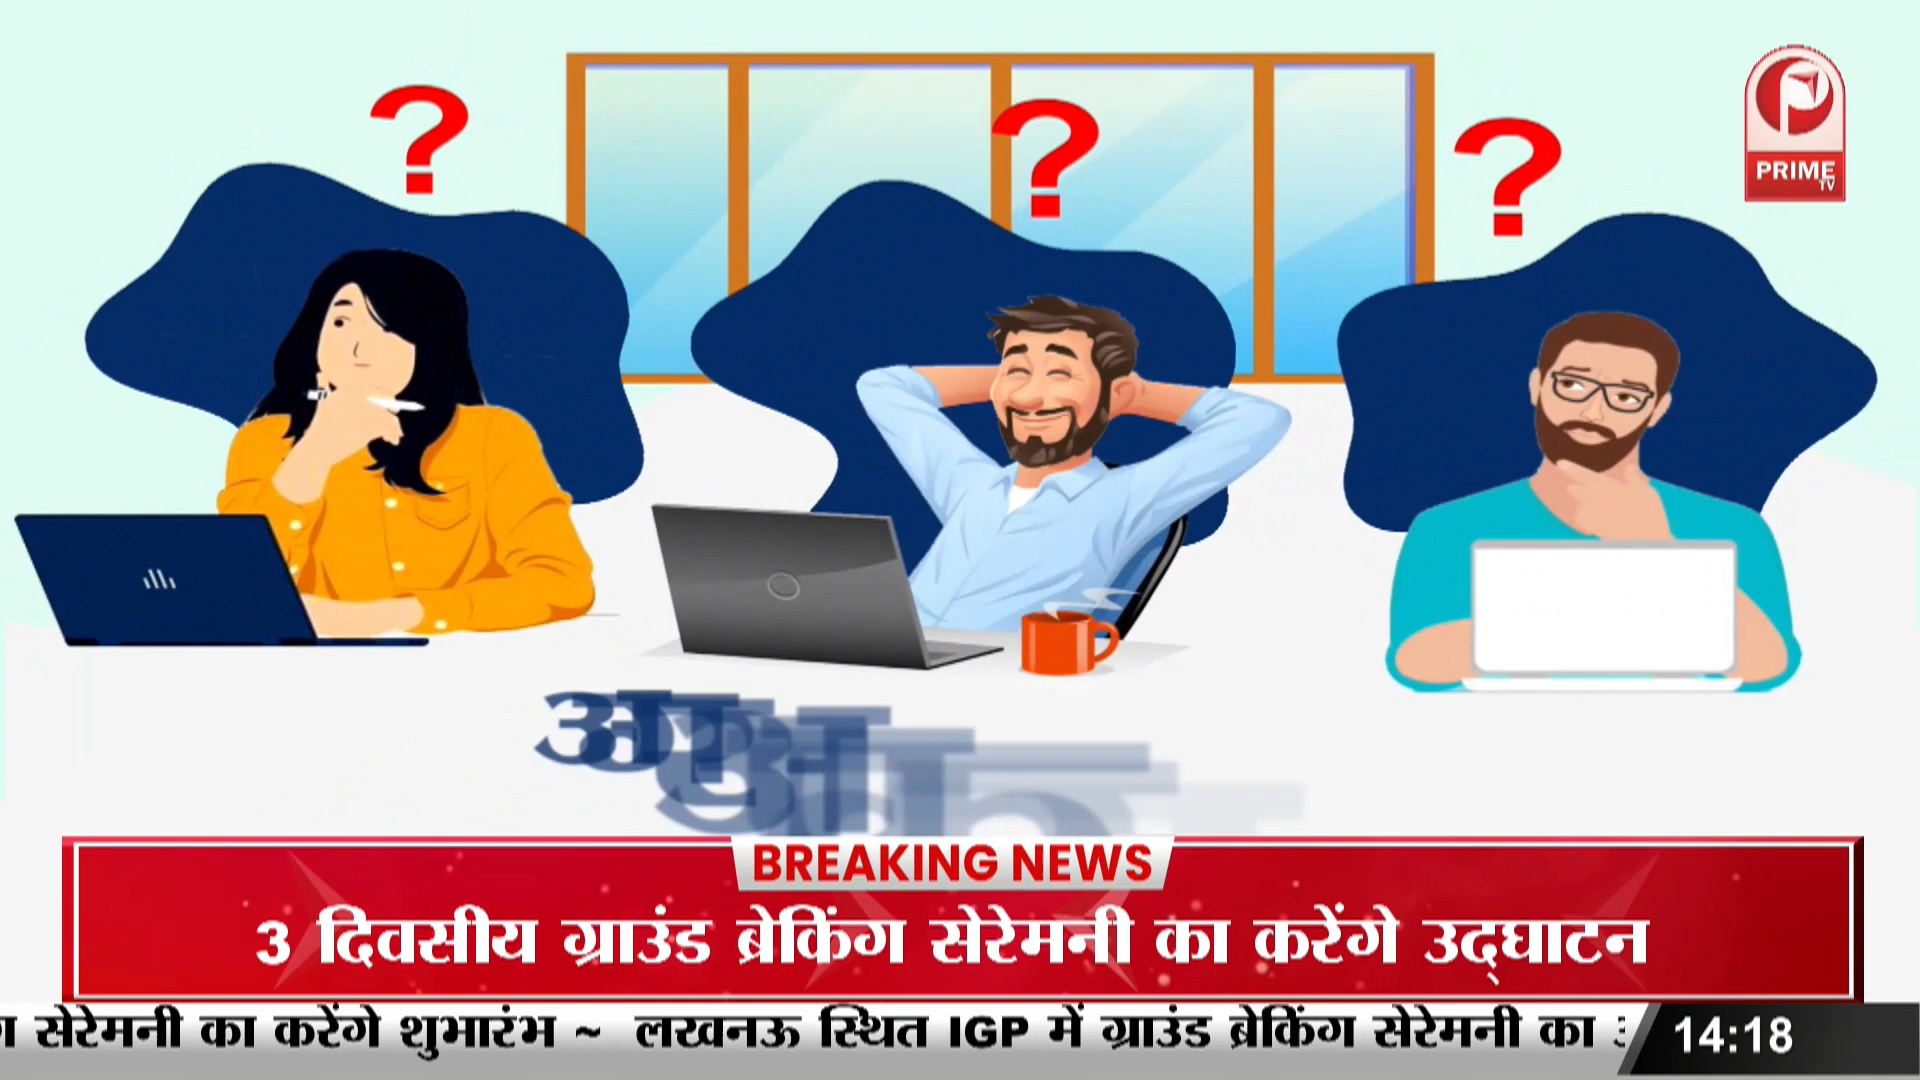 PRIME
TV
BREAKING NEWS
3 दिवसीय ग्राउंड ब्रेकिंग सेरेमनी का करेंगे उद्घाटन
सेरेमनी का करेंगे शुभारंभ ~ लखनऊ स्थित IGP में ग्राउंड ब्रेकिंग सेरेमनी का
14:18